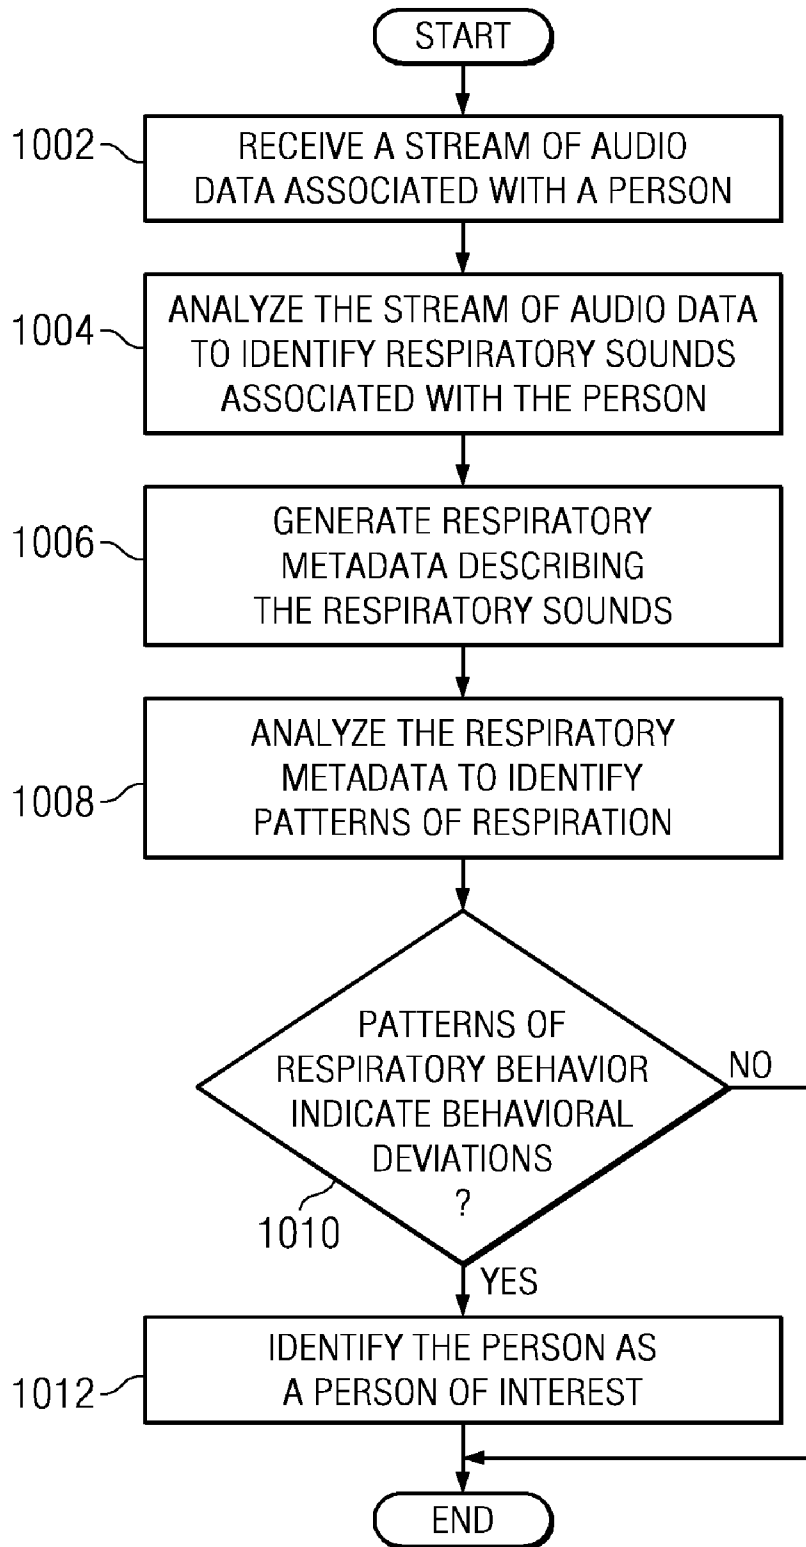 START
1002
RECEIVE A STREAM OF AUDIO
DATA ASSOCIATED WITH A PERSON
1004
ANALYZE THE STREAM OF AUDIO DATA
TO IDENTIFY RESPIRATORY SOUNDS
ASSOCIATED WITH THE PERSON
1006
GENERATE RESPIRATORY
METADATA DESCRIBING
THE RESPIRATORY SOUNDS
1008
ANALYZE THE RESPIRATORY
METADATA TO IDENTIFY
PATTERNS OF RESPIRATION
PATTERNS OF
RESPIRATORY BEHAVIOR
INDICATE BEHAVIORAL
DEVIATIONS
?
NO
1010
YES
1012
IDENTIFY THE PERSON AS
A PERSON OF INTEREST
END